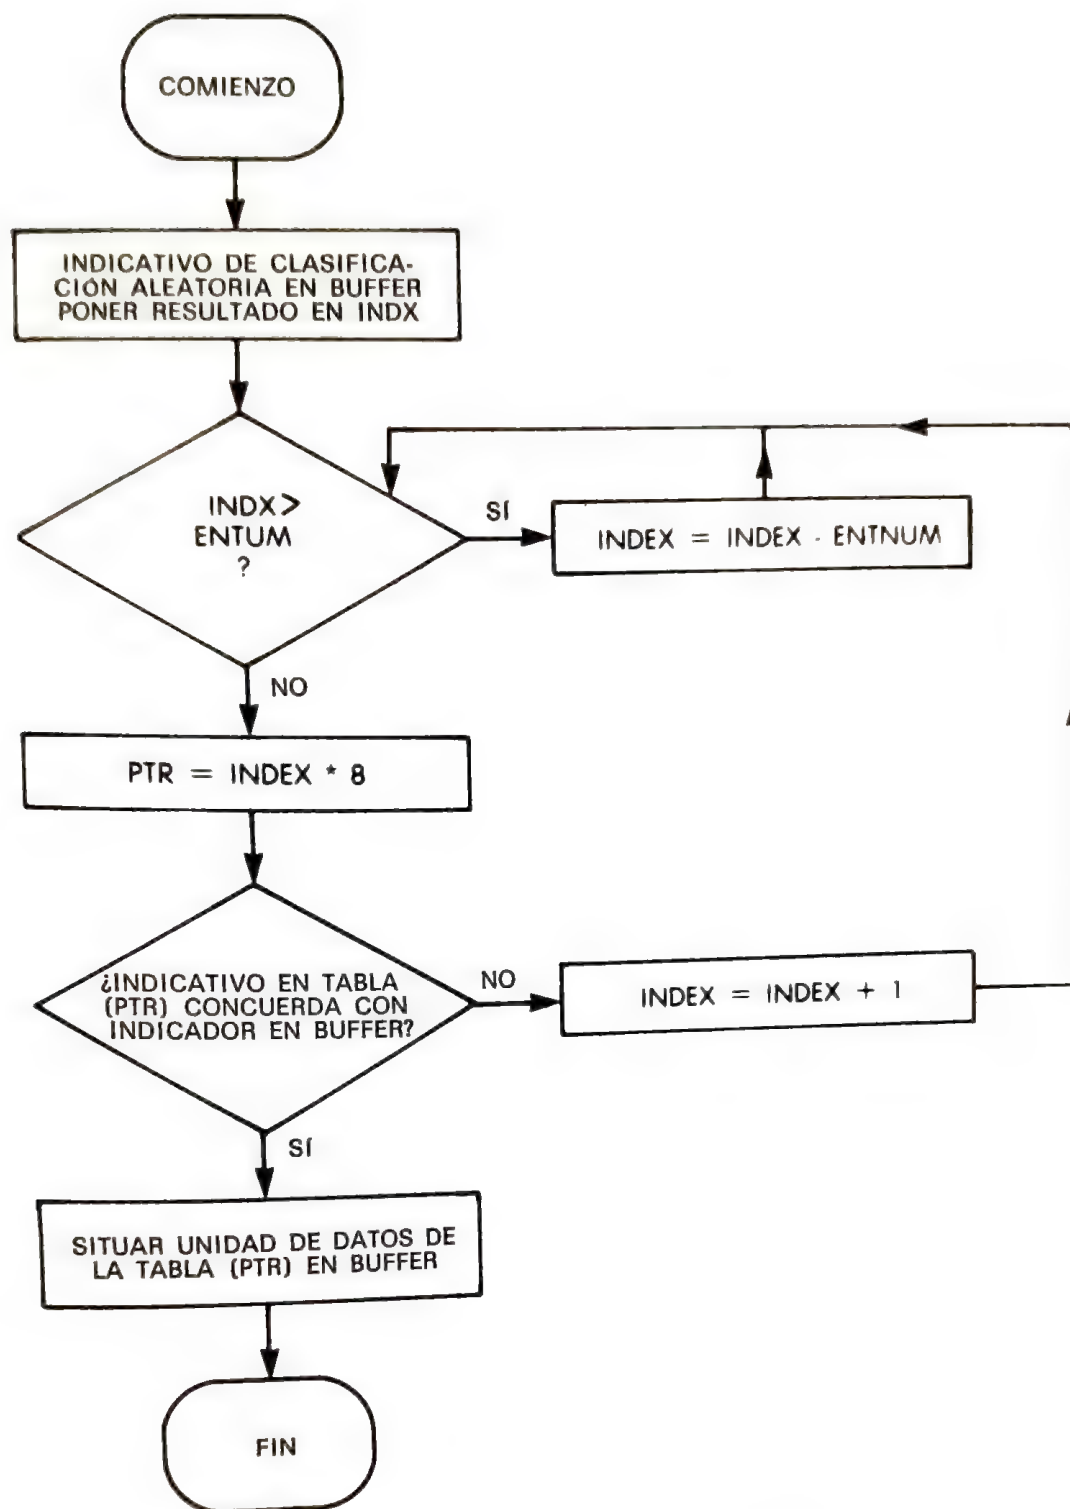 COMIENZO
INDICATIVO DE CLASIFICA-
CIÓN ALEATORIA EN BUFFER
PONER RESULTADO EN INDX
INDX>
ENTUM
?
SÍ
INDEX = INDEX - ENTNUM
NO
PTR = INDEX * 8
¿INDICATIVO EN TABLA
(PTR) CONCUERDA CON
INDICADOR EN BUFFER?
NO
INDEX = INDEX + 1
SÍ
SITUAR UNIDAD DE DATOS DE
LA TABLA (PTR) EN BUFFER
FIN